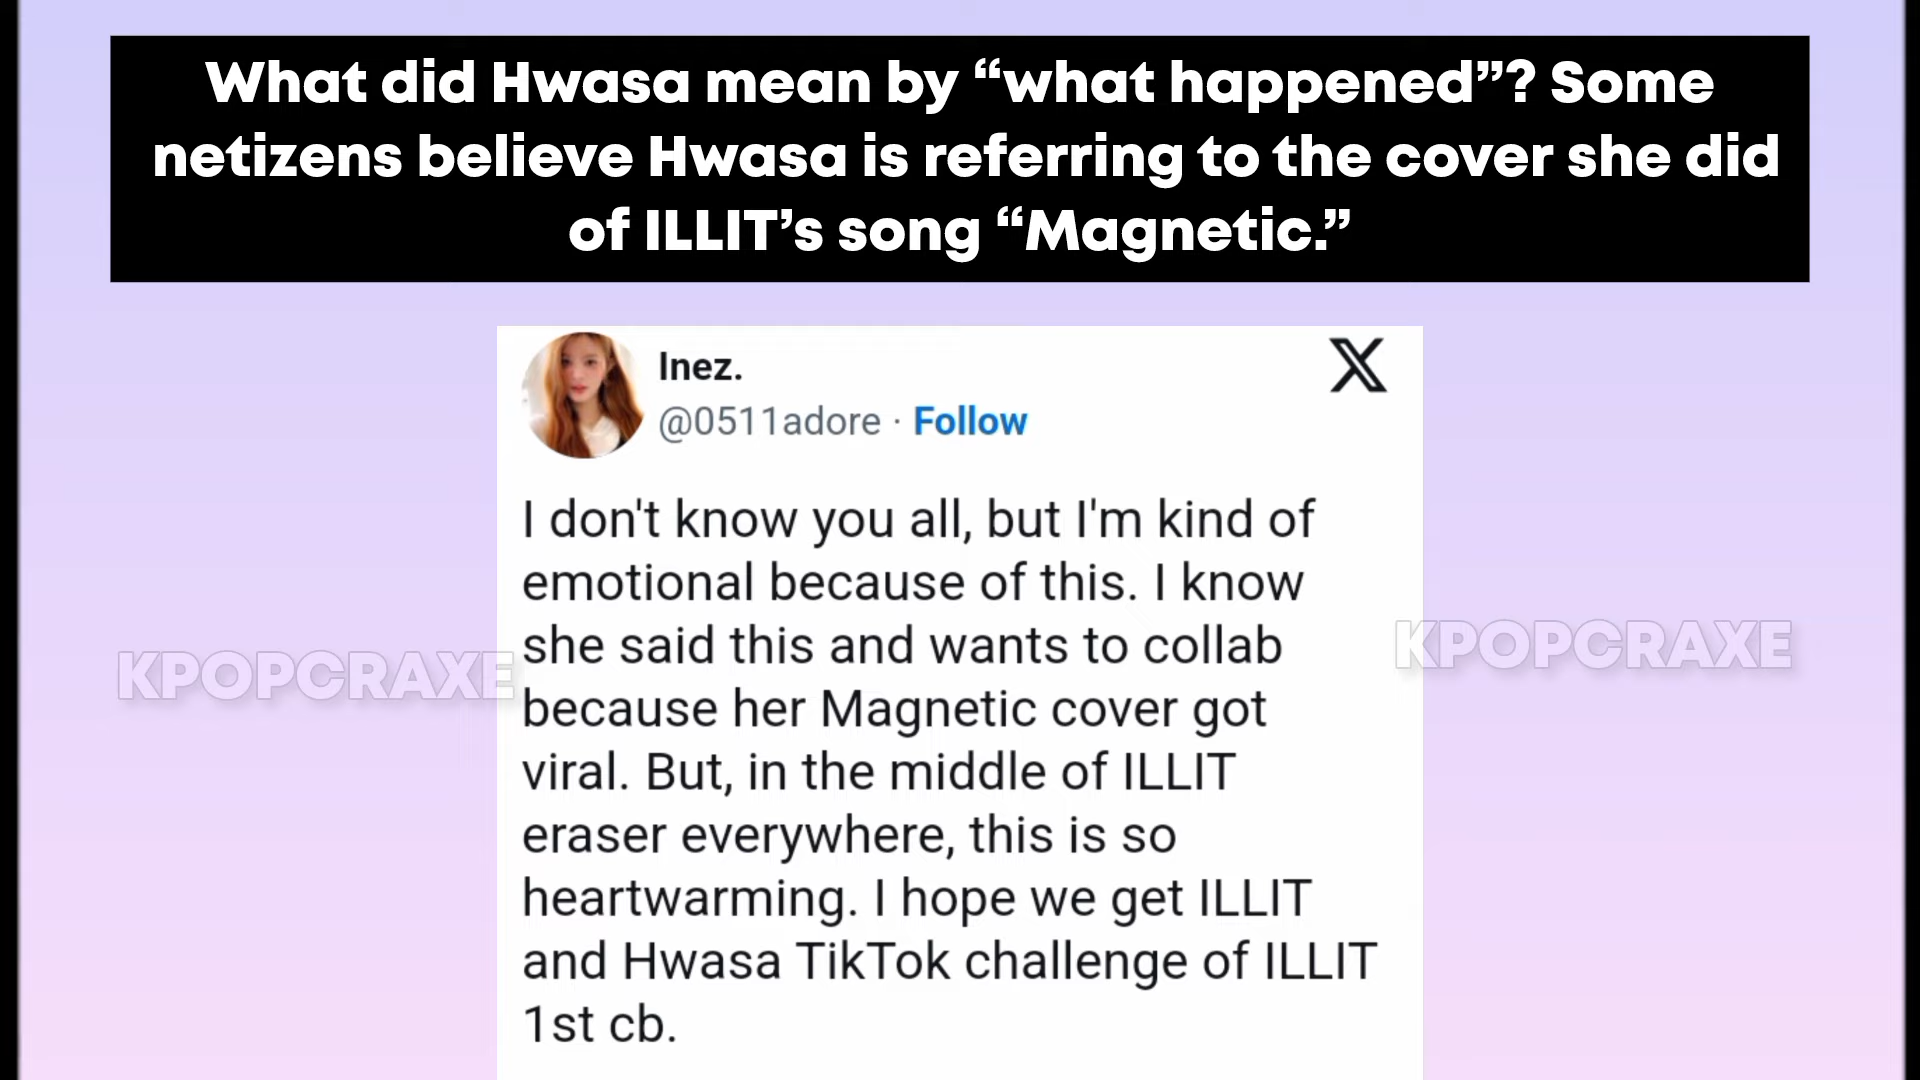 What did Hwasa mean by “what happened”? Some
netizens believe Hwasa is referring to the cover she did
of ILLIT’s song “Magnetic.”
Inez.
@0511adore · Follow
I don't know you all, but I'm kind of
emotional because of this. I know
she said this and wants to collab
because her Magnetic cover got
viral. But, in the middle of ILLIT
eraser everywhere, this is so
heartwarming. I hope we get ILLIT
and Hwasa TikTok challenge of ILLIT
1st cb.
KPOPCRAXE
KPOPCRAXE